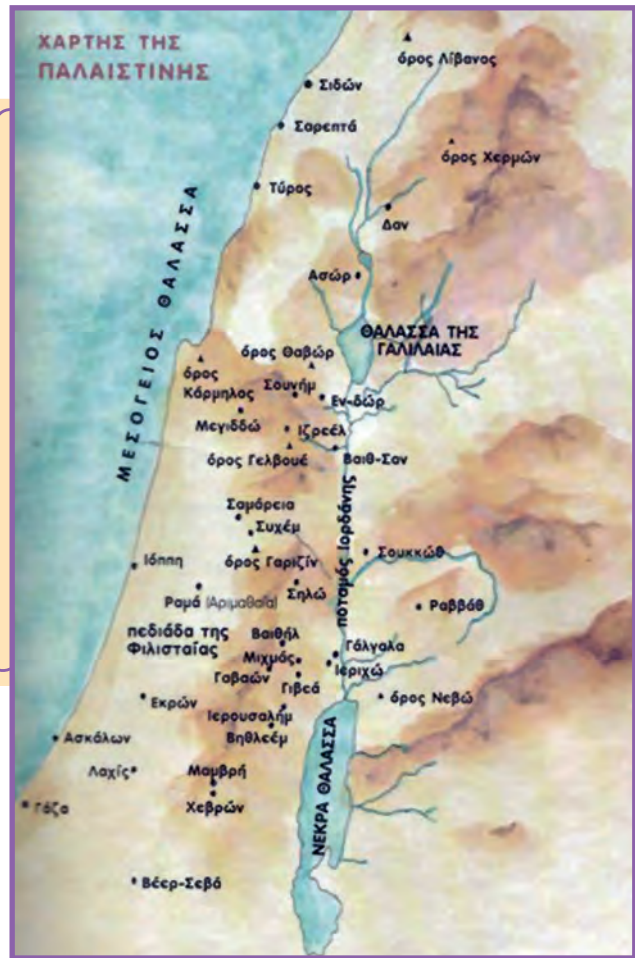 ΧΑΡΤΗΣ ΤΗΣ
ΠΑΛΑΙΣΤΙΝΗΣ
όρος Λίβανος
Σιδών
Σαρεπτά
όρος Χερμών
Τύρος
Δαν
Ασώρ
ΜΕΣΟΓΕΙΟΣ ΘΑΛΑΣΣΑ
ΘΑΛΑΣΣΑ ΤΗΣ
ΓΑΛΙΛΑΙΑΣ
όρος Θαβώρ
όρος
Κάρμηλος
Σουνήμ
Εν-δώρ
Μεγιδδώ
Ιζρεέλ
όρος Γελβουέ
Βαιθ-Σαν
Σαμάρεια
Συχέμ
ποταμός Ιορδάνης
Ιόππη
όρος Γαριζίν
Σουκκώθ
Ραμά (Αριμαθαία)
Σηλώ
Ραββάθ
πεδιάδα της
Φιλισταίας
Βαιθήλ
Μιχμός
Γάλγαλα
Γαβαών
Ιεριχώ
Γιβεά
Εκρών
όρος Νεβώ
Ιερουσαλήμ
Βηθλεέμ
Ασκάλων
Λαχίς
Μαμβρή
ΝΕΚΡΑ ΘΑΛΑΣΣΑ
Γάζα
Χεβρών
Βέερ-Σεβά